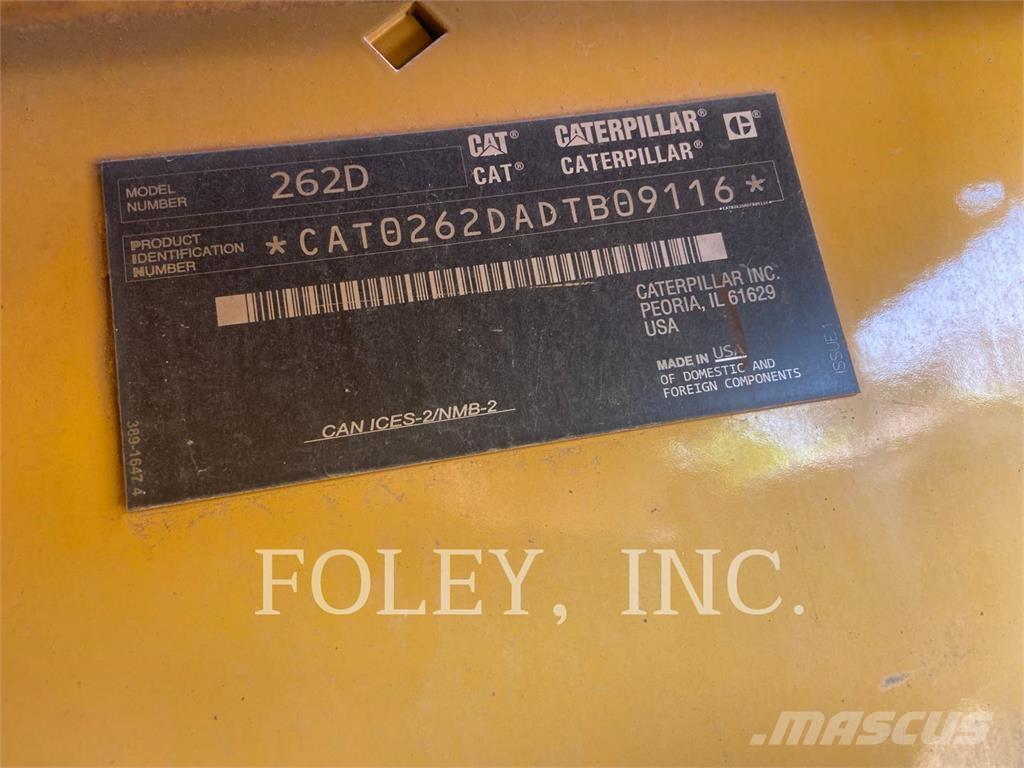 CAT® CATERPILLAR® C®
CAT® CATERPILLAR®
MODEL NUMBER 262D
PRODUCT IDENTIFICATION NUMBER *CAT0262DADTB09116*
CATERPILLAR INC.
PEORIA, IL 61629
USA
MADE IN USA
OF DOMESTIC AND
FOREIGN COMPONENTS
ISSUE 1
CAN ICES-2/NMB-2
389-1647 4
FOLEY, INC.
MASCUS